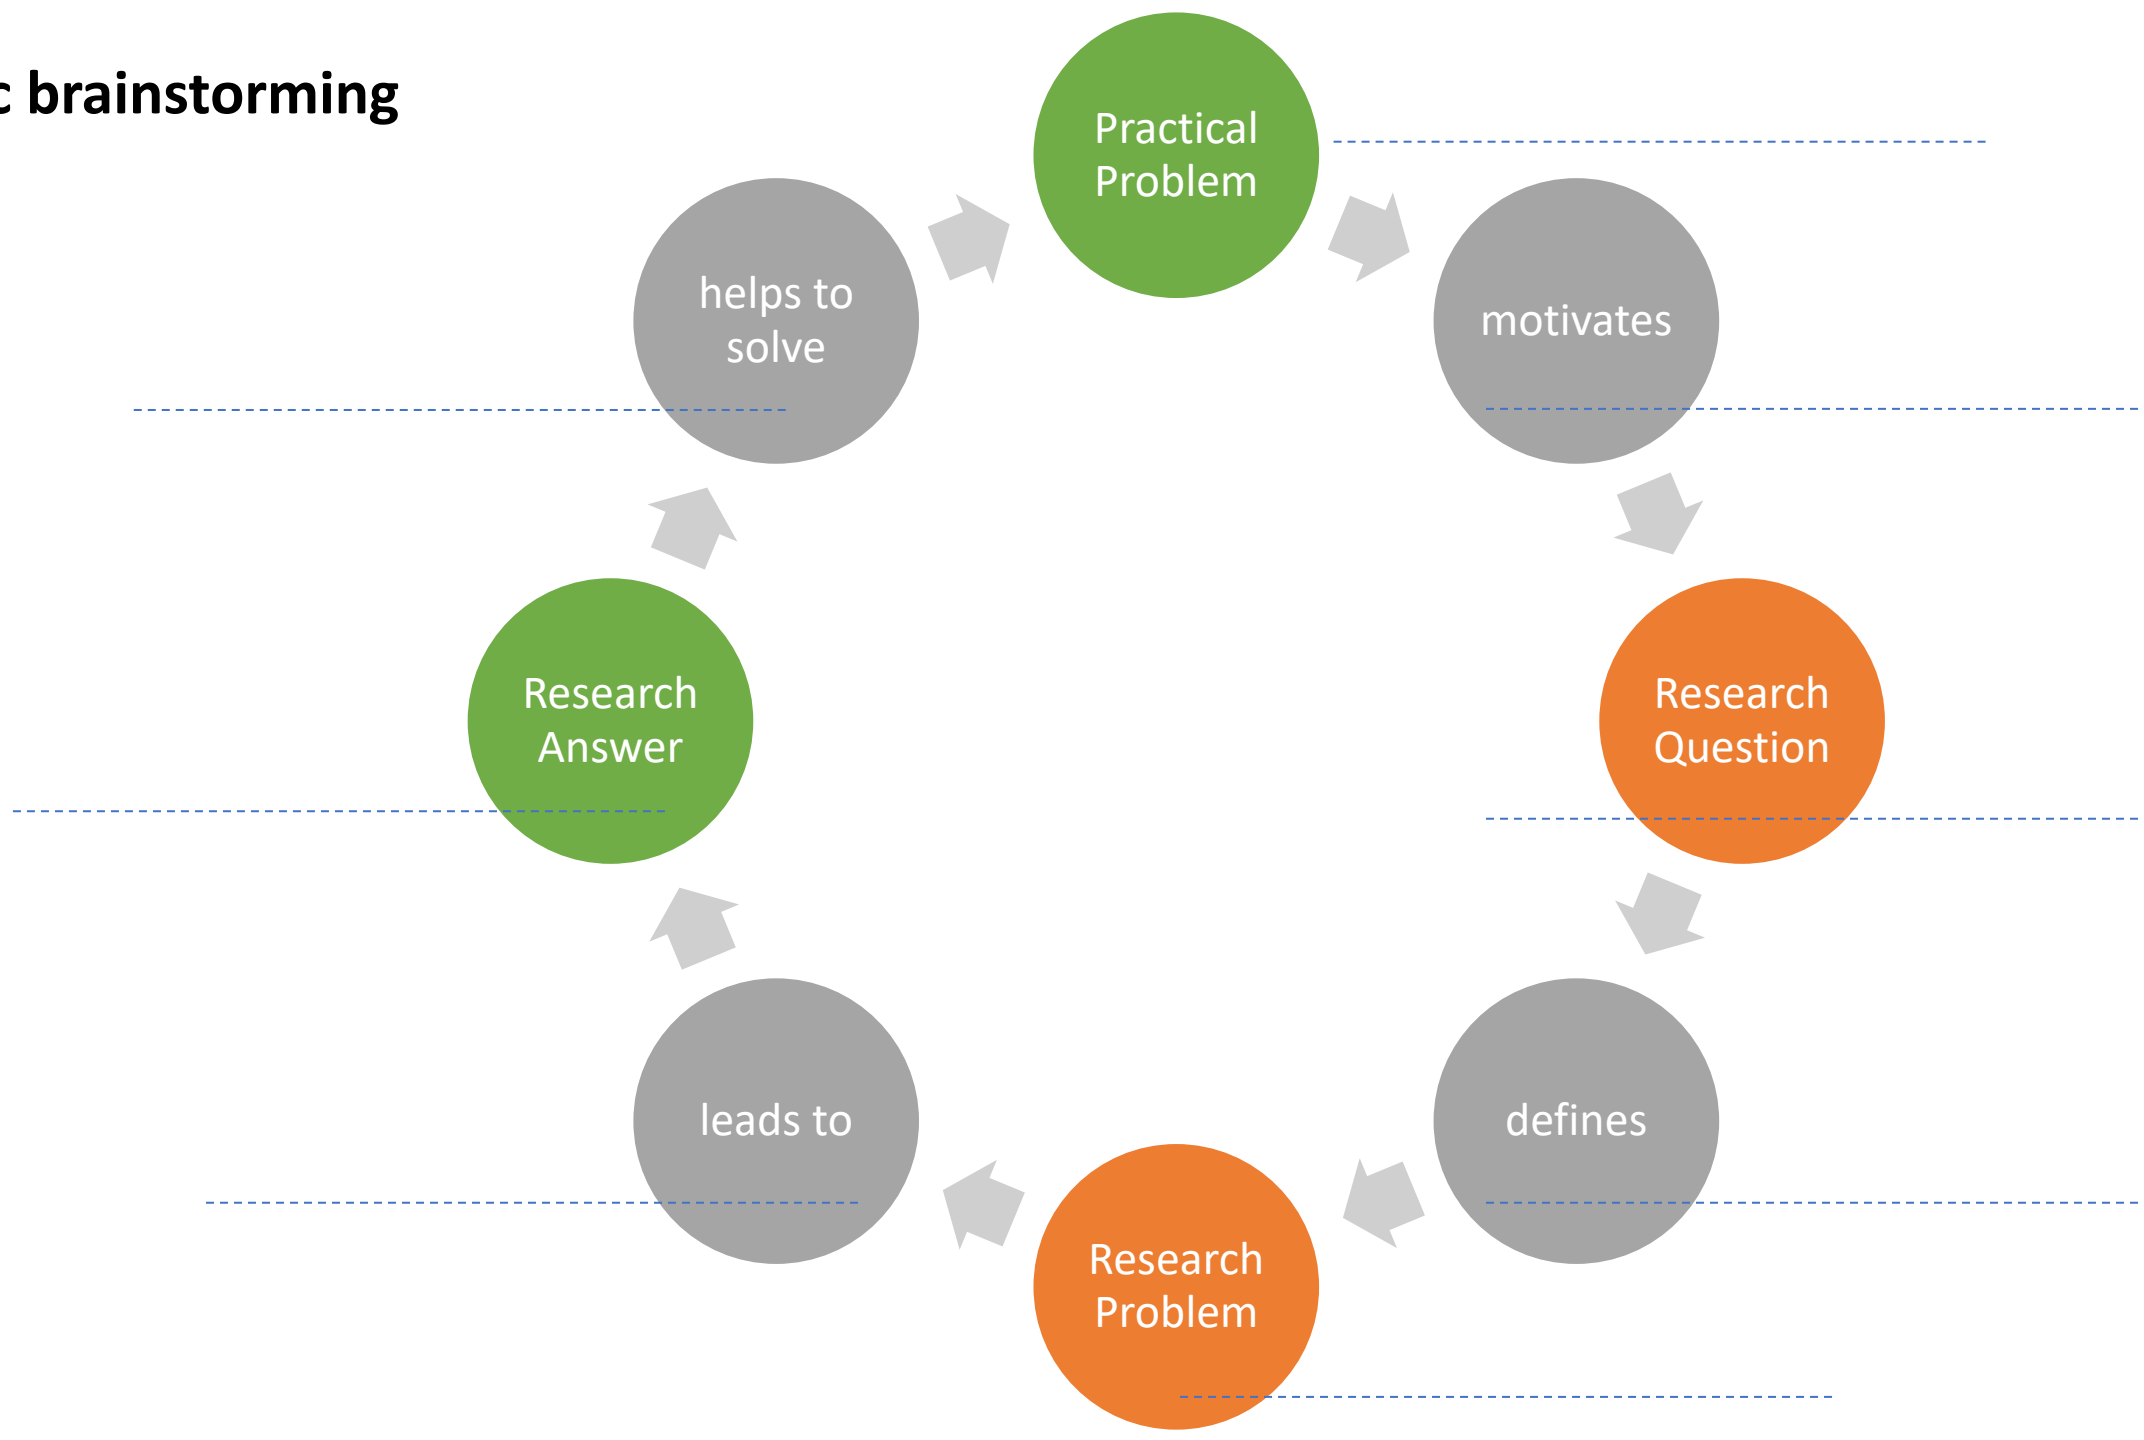 brainstorming
Practical
Problem
motivates
Research
Question
defines
Research
Problem
leads to
Research
Answer
helps to
solve